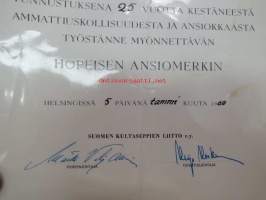 TUNNUSTUKSENA 25 VUOTTA KESTÄNEESTÄ
AMMATTIUSKOLLISUUDESTA JA ANSIOKKAASTA
TYÖSTÄNNE MYÖNNETTÄVÄN
HOPEISEN ANSIOMERKIN
HELSINGISSÄ 5 PÄIVÄNÄ tammi KUUTA
SUOMEN KULTASEPPIEN LIITTO r.y.